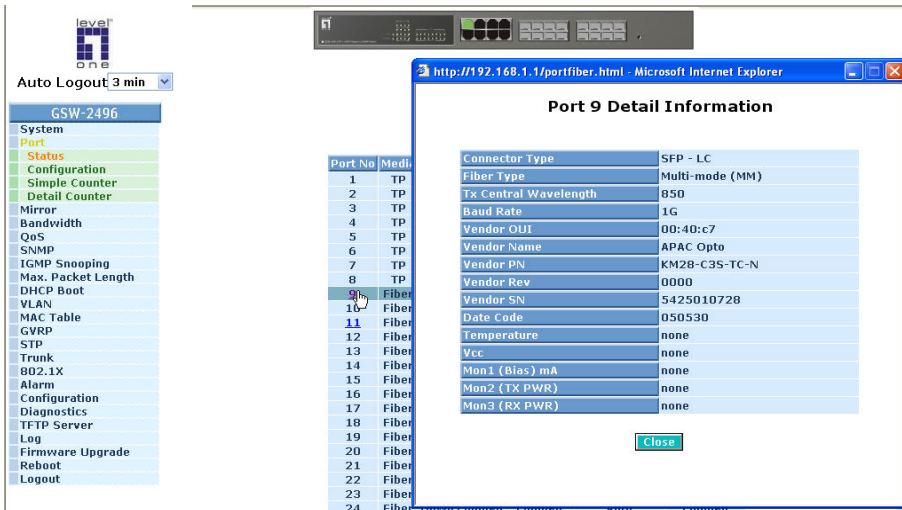 level
one
Auto Logout 3 min
GSW-2496
System
Port
Status
Configuration
Simple Counter
Detail Counter
Mirror
Bandwidth
QoS
SNMP
IGMP Snooping
Max. Packet Length
DHCP Boot
VLAN
MAC Table
GVRP
STP
Trunk
802.1X
Alarm
Configuration
Diagnostics
TFTP Server
Log
Firmware Upgrade
Reboot
Logout
Port No
1 TP
2 TP
3 TP
4 TP
5 TP
6 TP
7 TP
8 TP
9 Fiber
10 Fiber
11 Fiber
12 Fiber
13 Fiber
14 Fiber
15 Fiber
16 Fiber
17 Fiber
18 Fiber
19 Fiber
20 Fiber
21 Fiber
22 Fiber
23 Fiber
24 Fiber
http://192.168.1.1/portfiber.html - Microsoft Internet Explorer
Port 9 Detail Information
Connector Type SFP - LC
Fiber Type Multi-mode (MM)
Tx Central Wavelength 850
Baud Rate 1G
Vendor OUI 00:40:c7
Vendor Name APAC Opto
Vendor PN KM28-C3S-TC-N
Vendor Rev 0000
Vendor SN 5425010728
Date Code 050530
Temperature none
Vcc none
Mon1 (Bias) mA none
Mon2 (TX PWR) none
Mon3 (RX PWR) none
Close